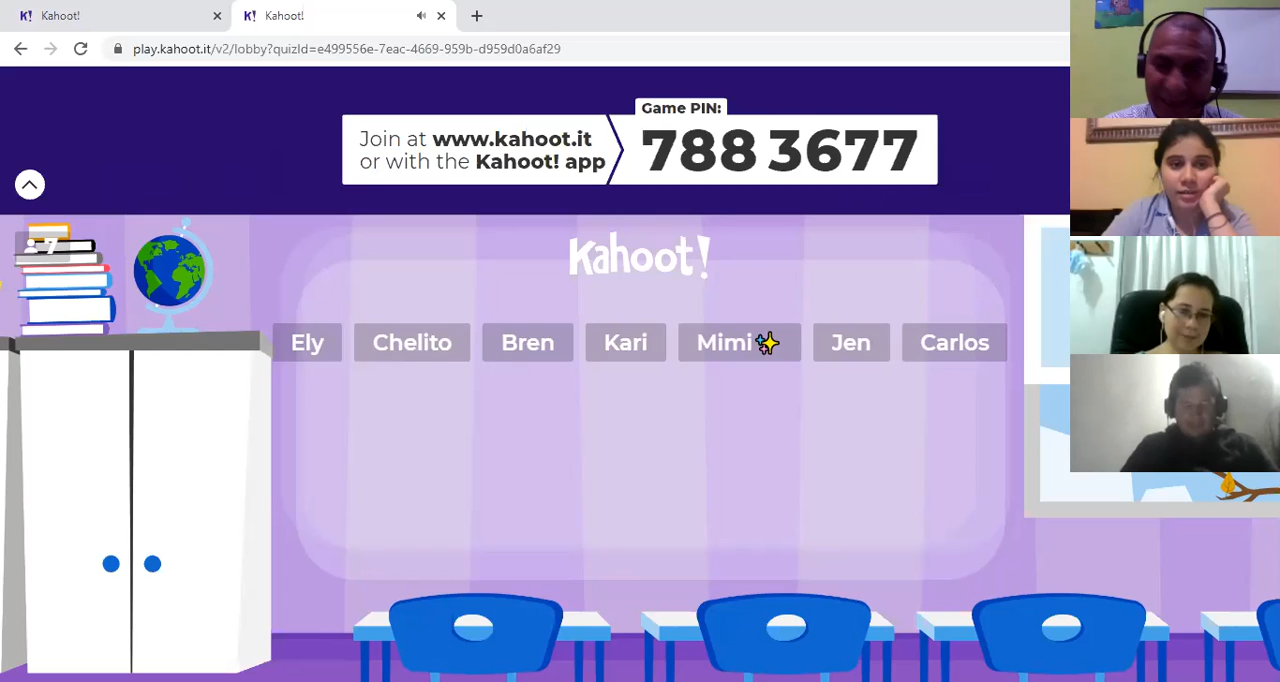 Kahoot!
Kahoot!
play.kahoot.it/v2/lobby?quizId=e499556e-7eac-4669-959b-d959d0a6af29
Game PIN:
Join at www.kahoot.it
or with the Kahoot! app
788 3677
7
Kahoot!
Ely Chelito Bren Kari Mimi Jen Carlos